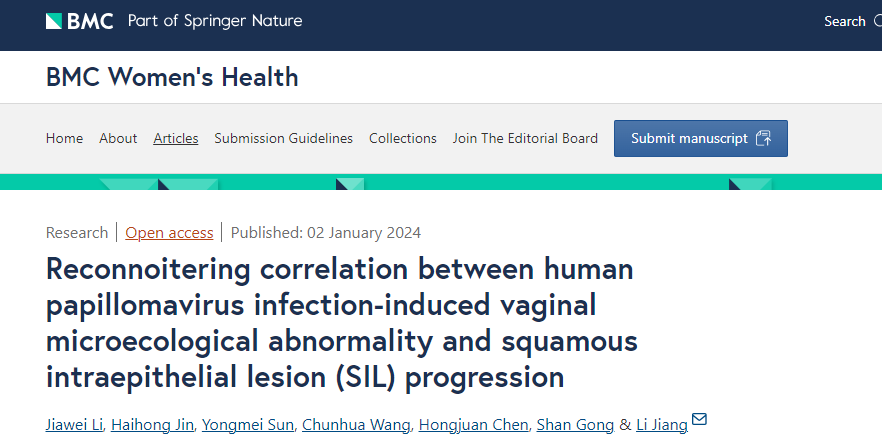 BMC Part of Springer Nature
Search
BMC Women's Health
Home About Articles Submission Guidelines Collections Join The Editorial Board Submit manuscript
Research | Open access | Published: 02 January 2024
Reconnoitering correlation between human
papillomavirus infection-induced vaginal
microecological abnormality and squamous
intraepithelial lesion (SIL) progression
Jiawei Li, Haihong Jin, Yongmei Sun, Chunhua Wang, Hongjuan Chen, Shan Gong & Li Jiang